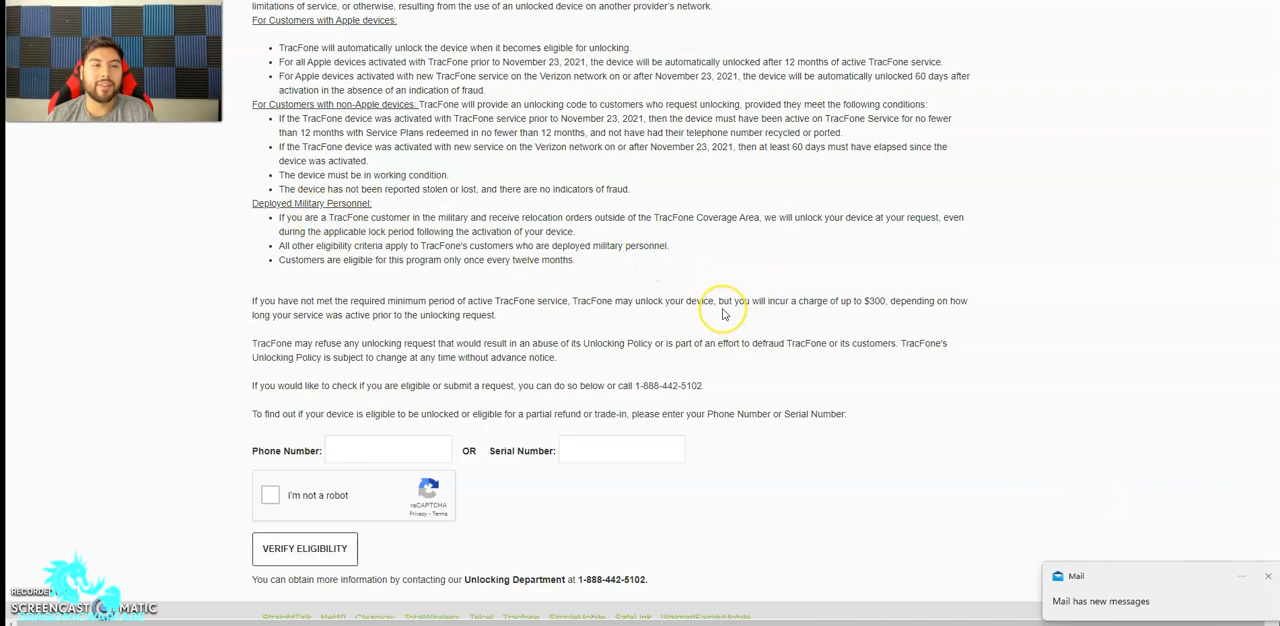 limitations of service, or otherwise, resulting from the use of an unlocked device on another provider's network.
For Customers with Apple devices:
• TracFone will automatically unlock the device when it becomes eligible for unlocking.
• For all Apple devices activated with TracFone prior to November 23, 2021, the device will be automatically unlocked after 12 months of active TracFone service.
• For Apple devices activated with new TracFone service on the Verizon network on or after November 23, 2021, the device will be automatically unlocked 60 days after
activation in the absence of an indication of fraud.
For Customers with non-Apple devices: TracFone will provide an unlocking code to customers who request unlocking, provided they meet the following conditions:
• If the TracFone device was activated with TracFone service prior to November 23, 2021, then the device must have been active on TracFone Service for no fewer
than 12 months with Service Plans redeemed in no fewer than 12 months, and not have had their telephone number recycled or ported.
• If the TracFone device was activated with new service on the Verizon network on or after November 23, 2021, then at least 60 days must have elapsed since the
device was activated.
• The device must be in working condition.
• The device has not been reported stolen or lost, and there are no indicators of fraud.
Deployed Military Personnel:
• If you are a TracFone customer in the military and receive relocation orders outside of the TracFone Coverage Area, we will unlock your device at your request, even
during the applicable lock period following the activation of your device.
• All other eligibility criteria apply to TracFone's customers who are deployed military personnel.
• Customers are eligible for this program only once every twelve months.
If you have not met the required minimum period of active TracFone service, TracFone may unlock your device, but you will incur a charge of up to $300, depending on how
long your service was active prior to the unlocking request.
TracFone may refuse any unlocking request that would result in an abuse of its Unlocking Policy or is part of an effort to defraud TracFone or its customers. TracFone's
Unlocking Policy is subject to change at any time without advance notice.
If you would like to check if you are eligible or submit a request, you can do so below or call 1-888-442-5102.
To find out if your device is eligible to be unlocked or eligible for a partial refund or trade-in, please enter your Phone Number or Serial Number:
Phone Number: OR Serial Number:
I'm not a robot
reCAPTCHA
Privacy - Terms
VERIFY ELIGIBILITY
You can obtain more information by contacting our Unlocking Department at 1-888-442-5102.
Mail
Mail has new messages
RECORDED
SCREENCAST-O-MATIC
StraightTalk Net10 Clearway TotalWireless Telcel Tracfone SimpleMobile SafeLink WalmartFamilyMobile